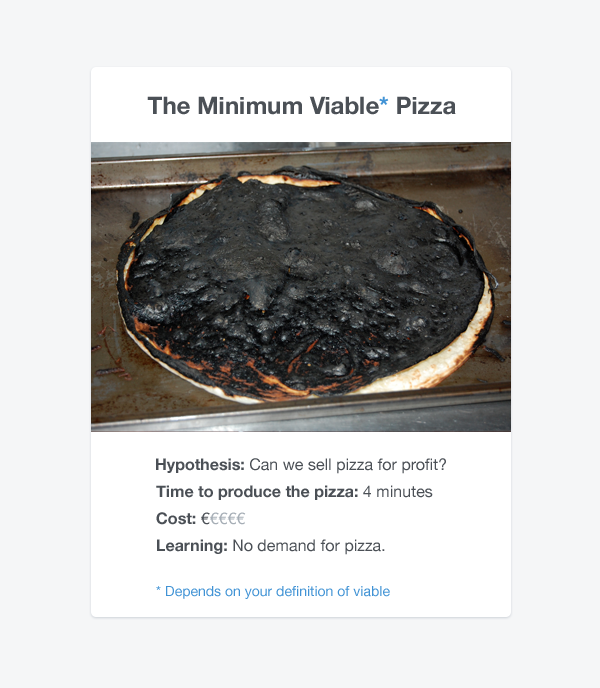 The Minimum Viable* Pizza
Hypothesis: Can we sell pizza for profit?
Time to produce the pizza: 4 minutes
Cost: €€€€€
Learning: No demand for pizza.
* Depends on your definition of viable